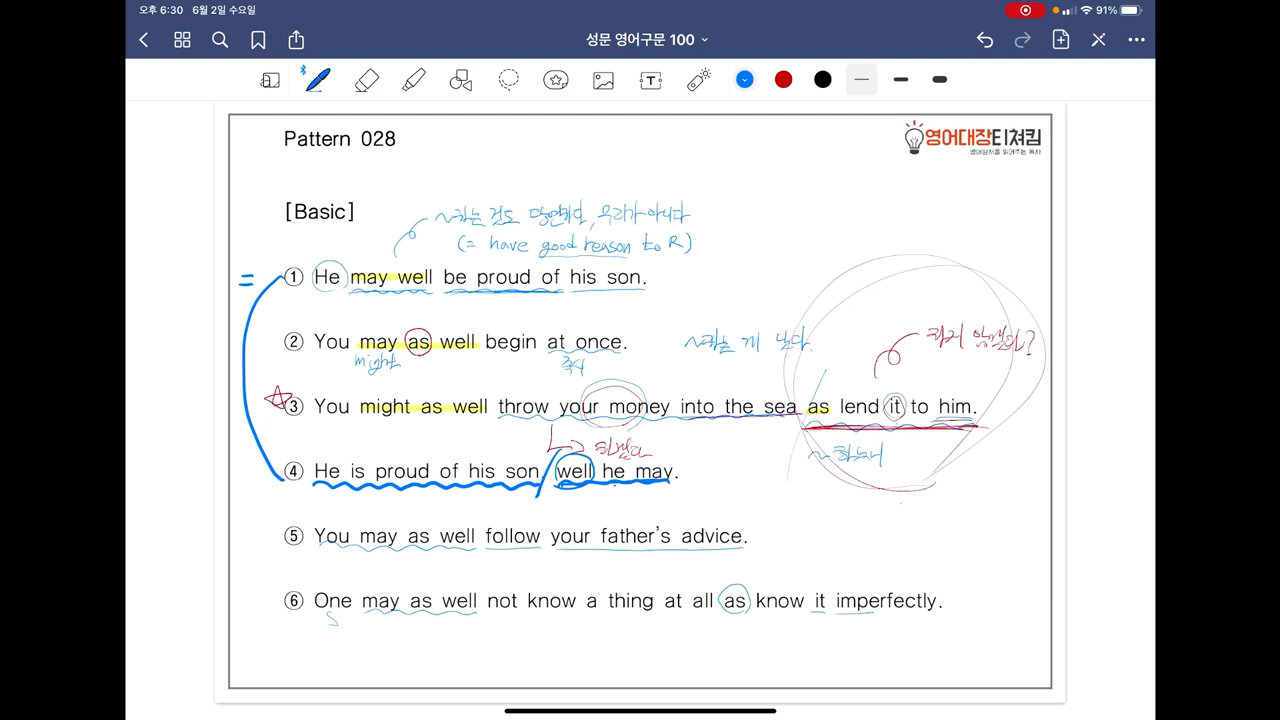 오후 6:30 6월 2일 수요일
91%
성문 영어구문 100
Pattern 028
영어대장티쳐킴
[Basic]
~하는 것도 당연하다, 무리가 아니다
(= have good reason to R)
= ① He may well be proud of his son.
② You may as well begin at once. ~하는 게 낫다.
might 즉시
③ You might as well throw your money into the sea as lend it to him.
~하느니
④ He is proud of his son, well he may.
⑤ You may as well follow your father's advice.
⑥ One may as well not know a thing at all as know it imperfectly.
S